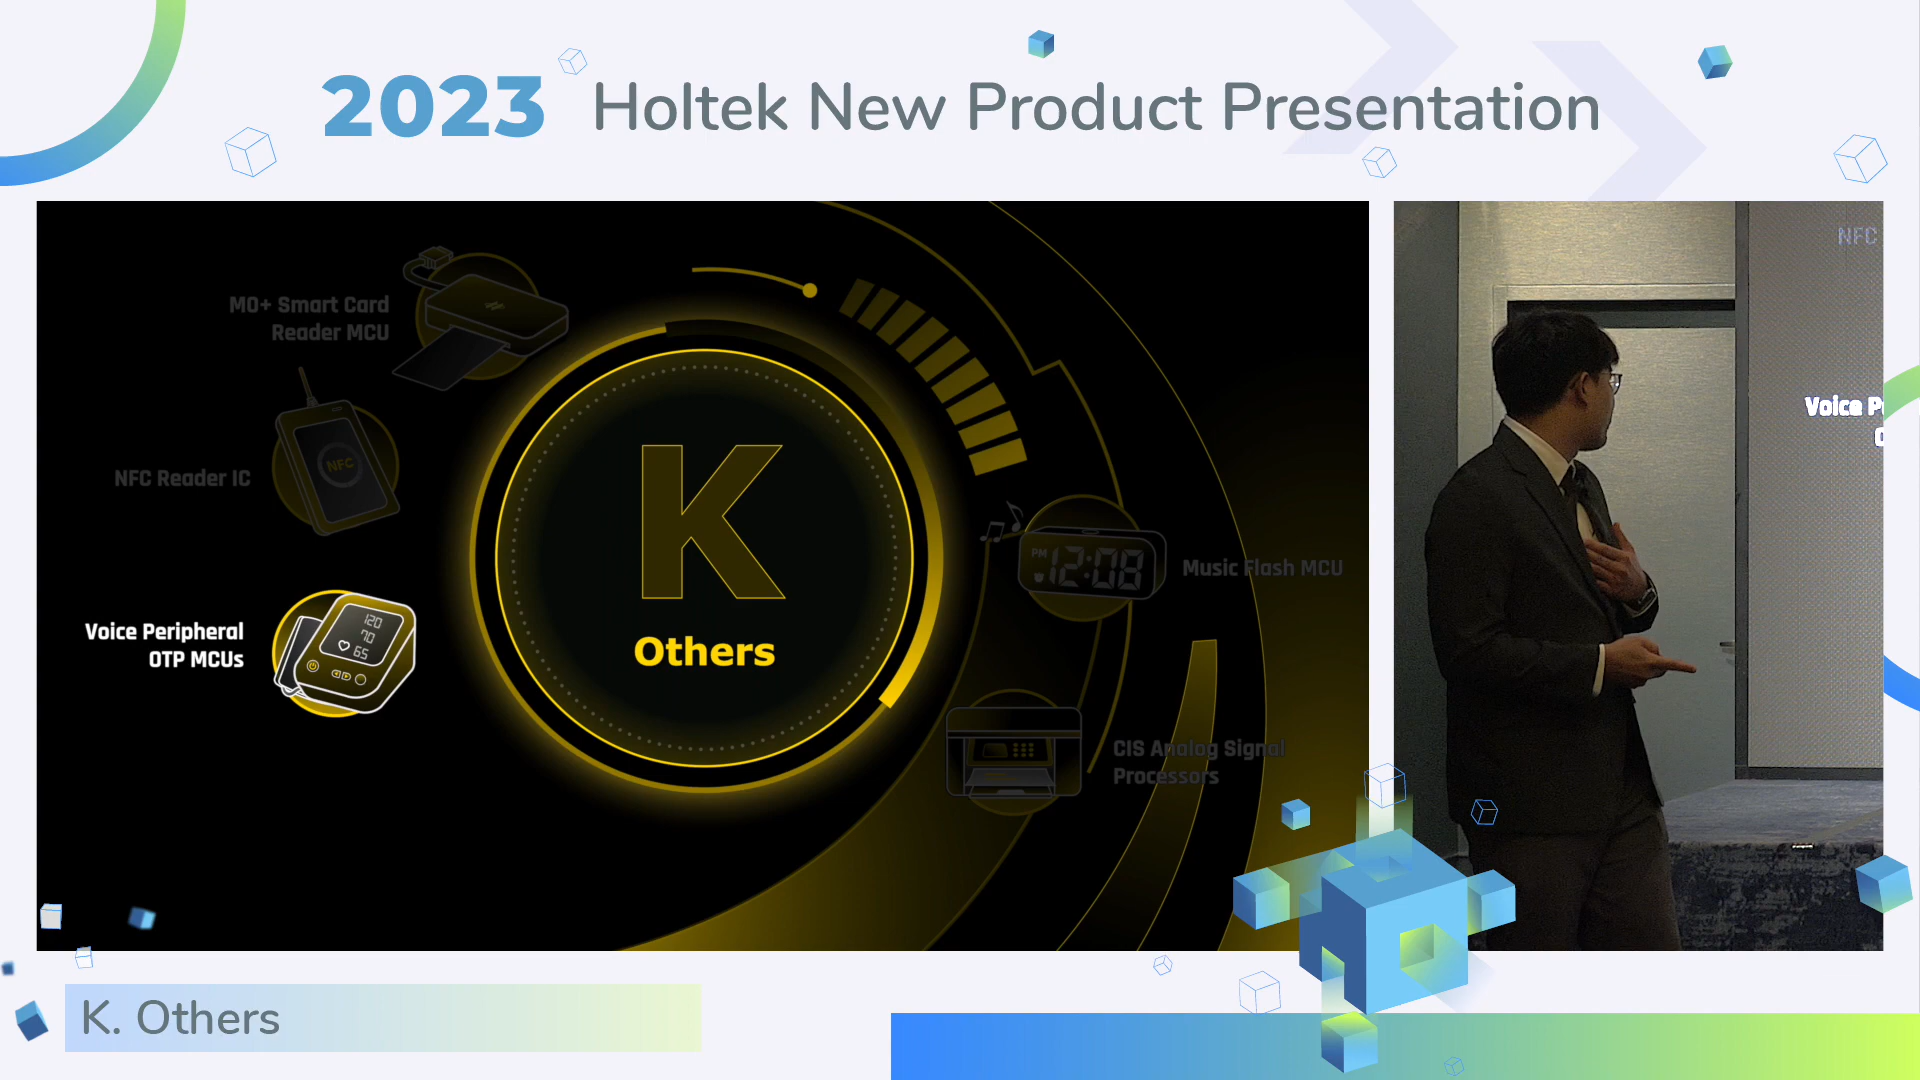 2023 Holtek New Product Presentation
M0+ Smart Card
Reader MCU
NFC Reader IC
NFC
Voice Peripheral
OTP MCUs
120
70
65
K
Others
PM 12:08
Music Flash MCU
CIS Analog Signal
Processors
NFC
Voice P
K. Others